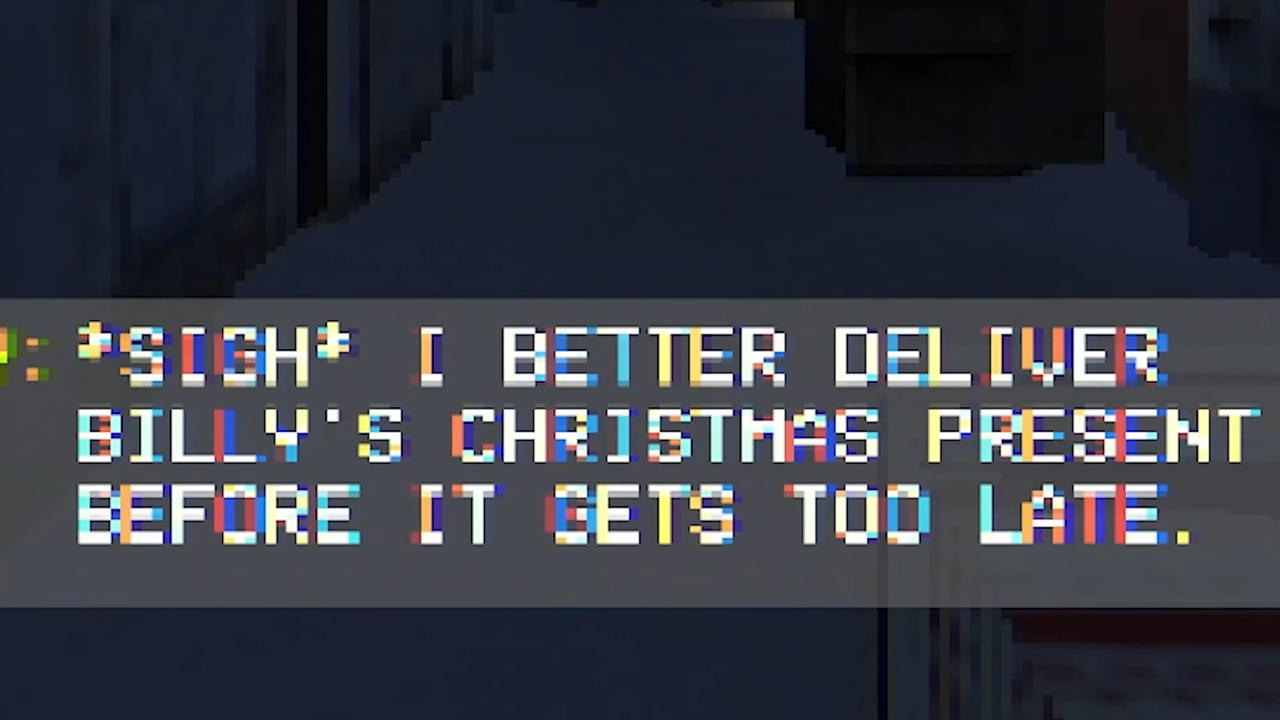 : *SIGH* I BETTER DELIVER
BILLY'S CHRISTMAS PRESENT
BEFORE IT GETS TOO LATE.